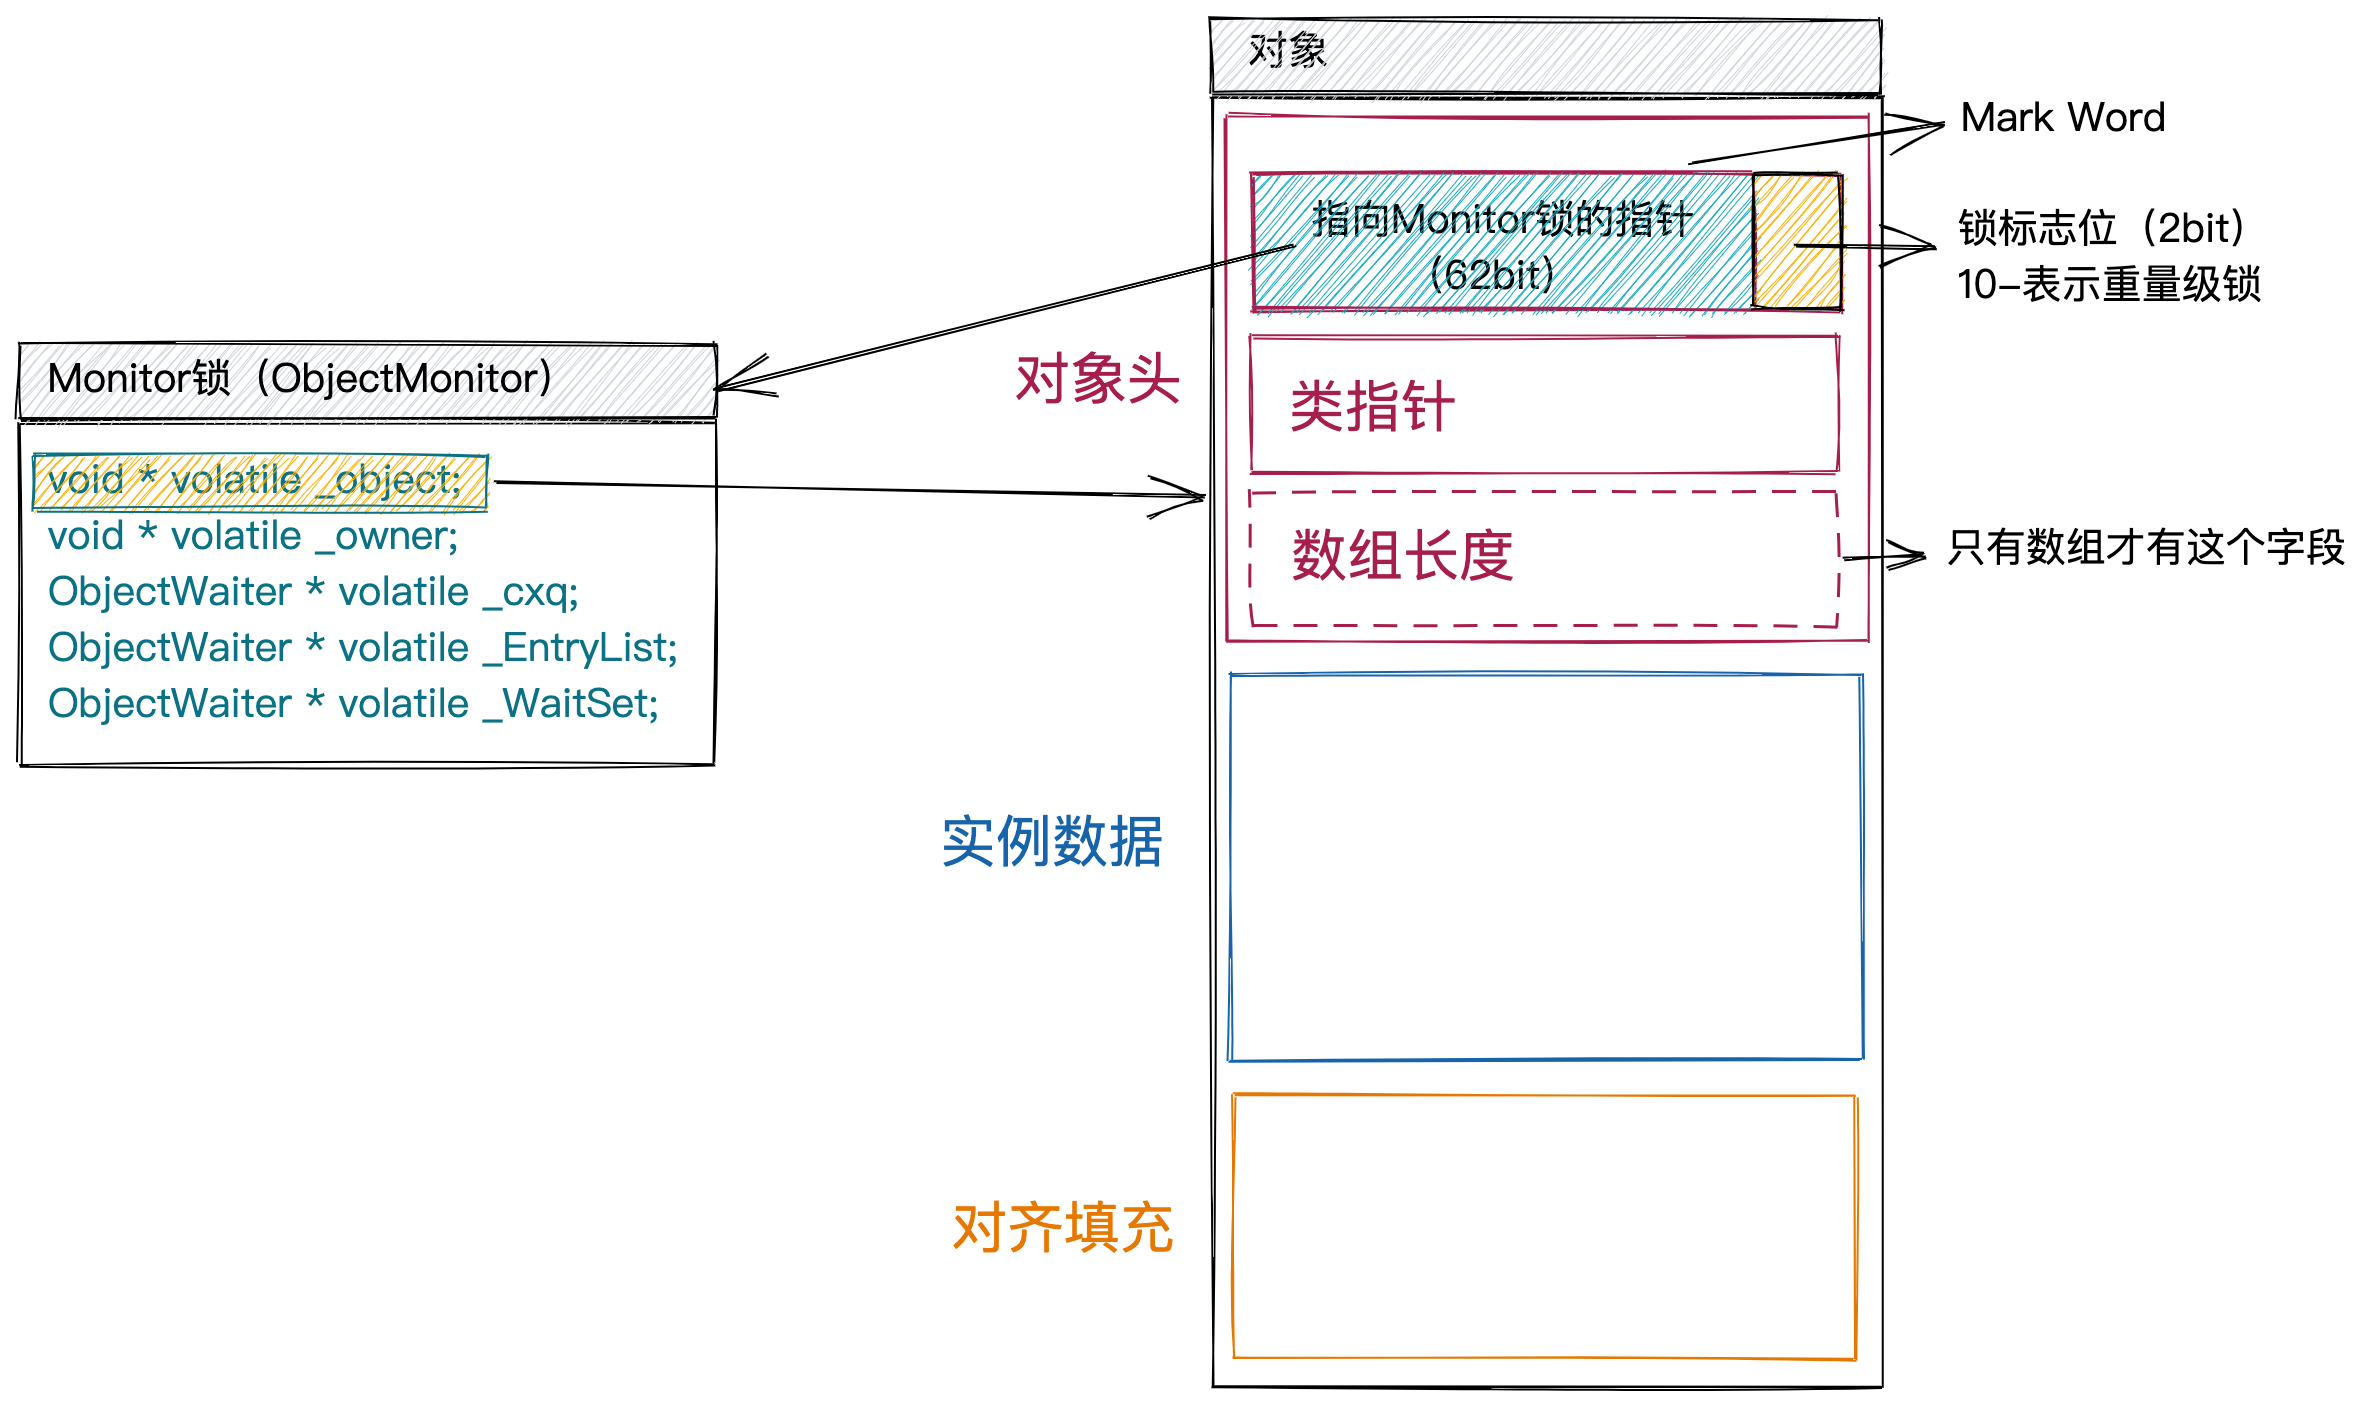 对象
Mark Word
指向Monitor锁的指针
（62bit）
锁标志位（2bit）
10-表示重量级锁
Monitor锁（ObjectMonitor）
void * volatile _object;
void * volatile _owner;
ObjectWaiter * volatile _cxq;
ObjectWaiter * volatile _EntryList;
ObjectWaiter * volatile _WaitSet;
对象头
类指针
数组长度
只有数组才有这个字段
实例数据
对齐填充